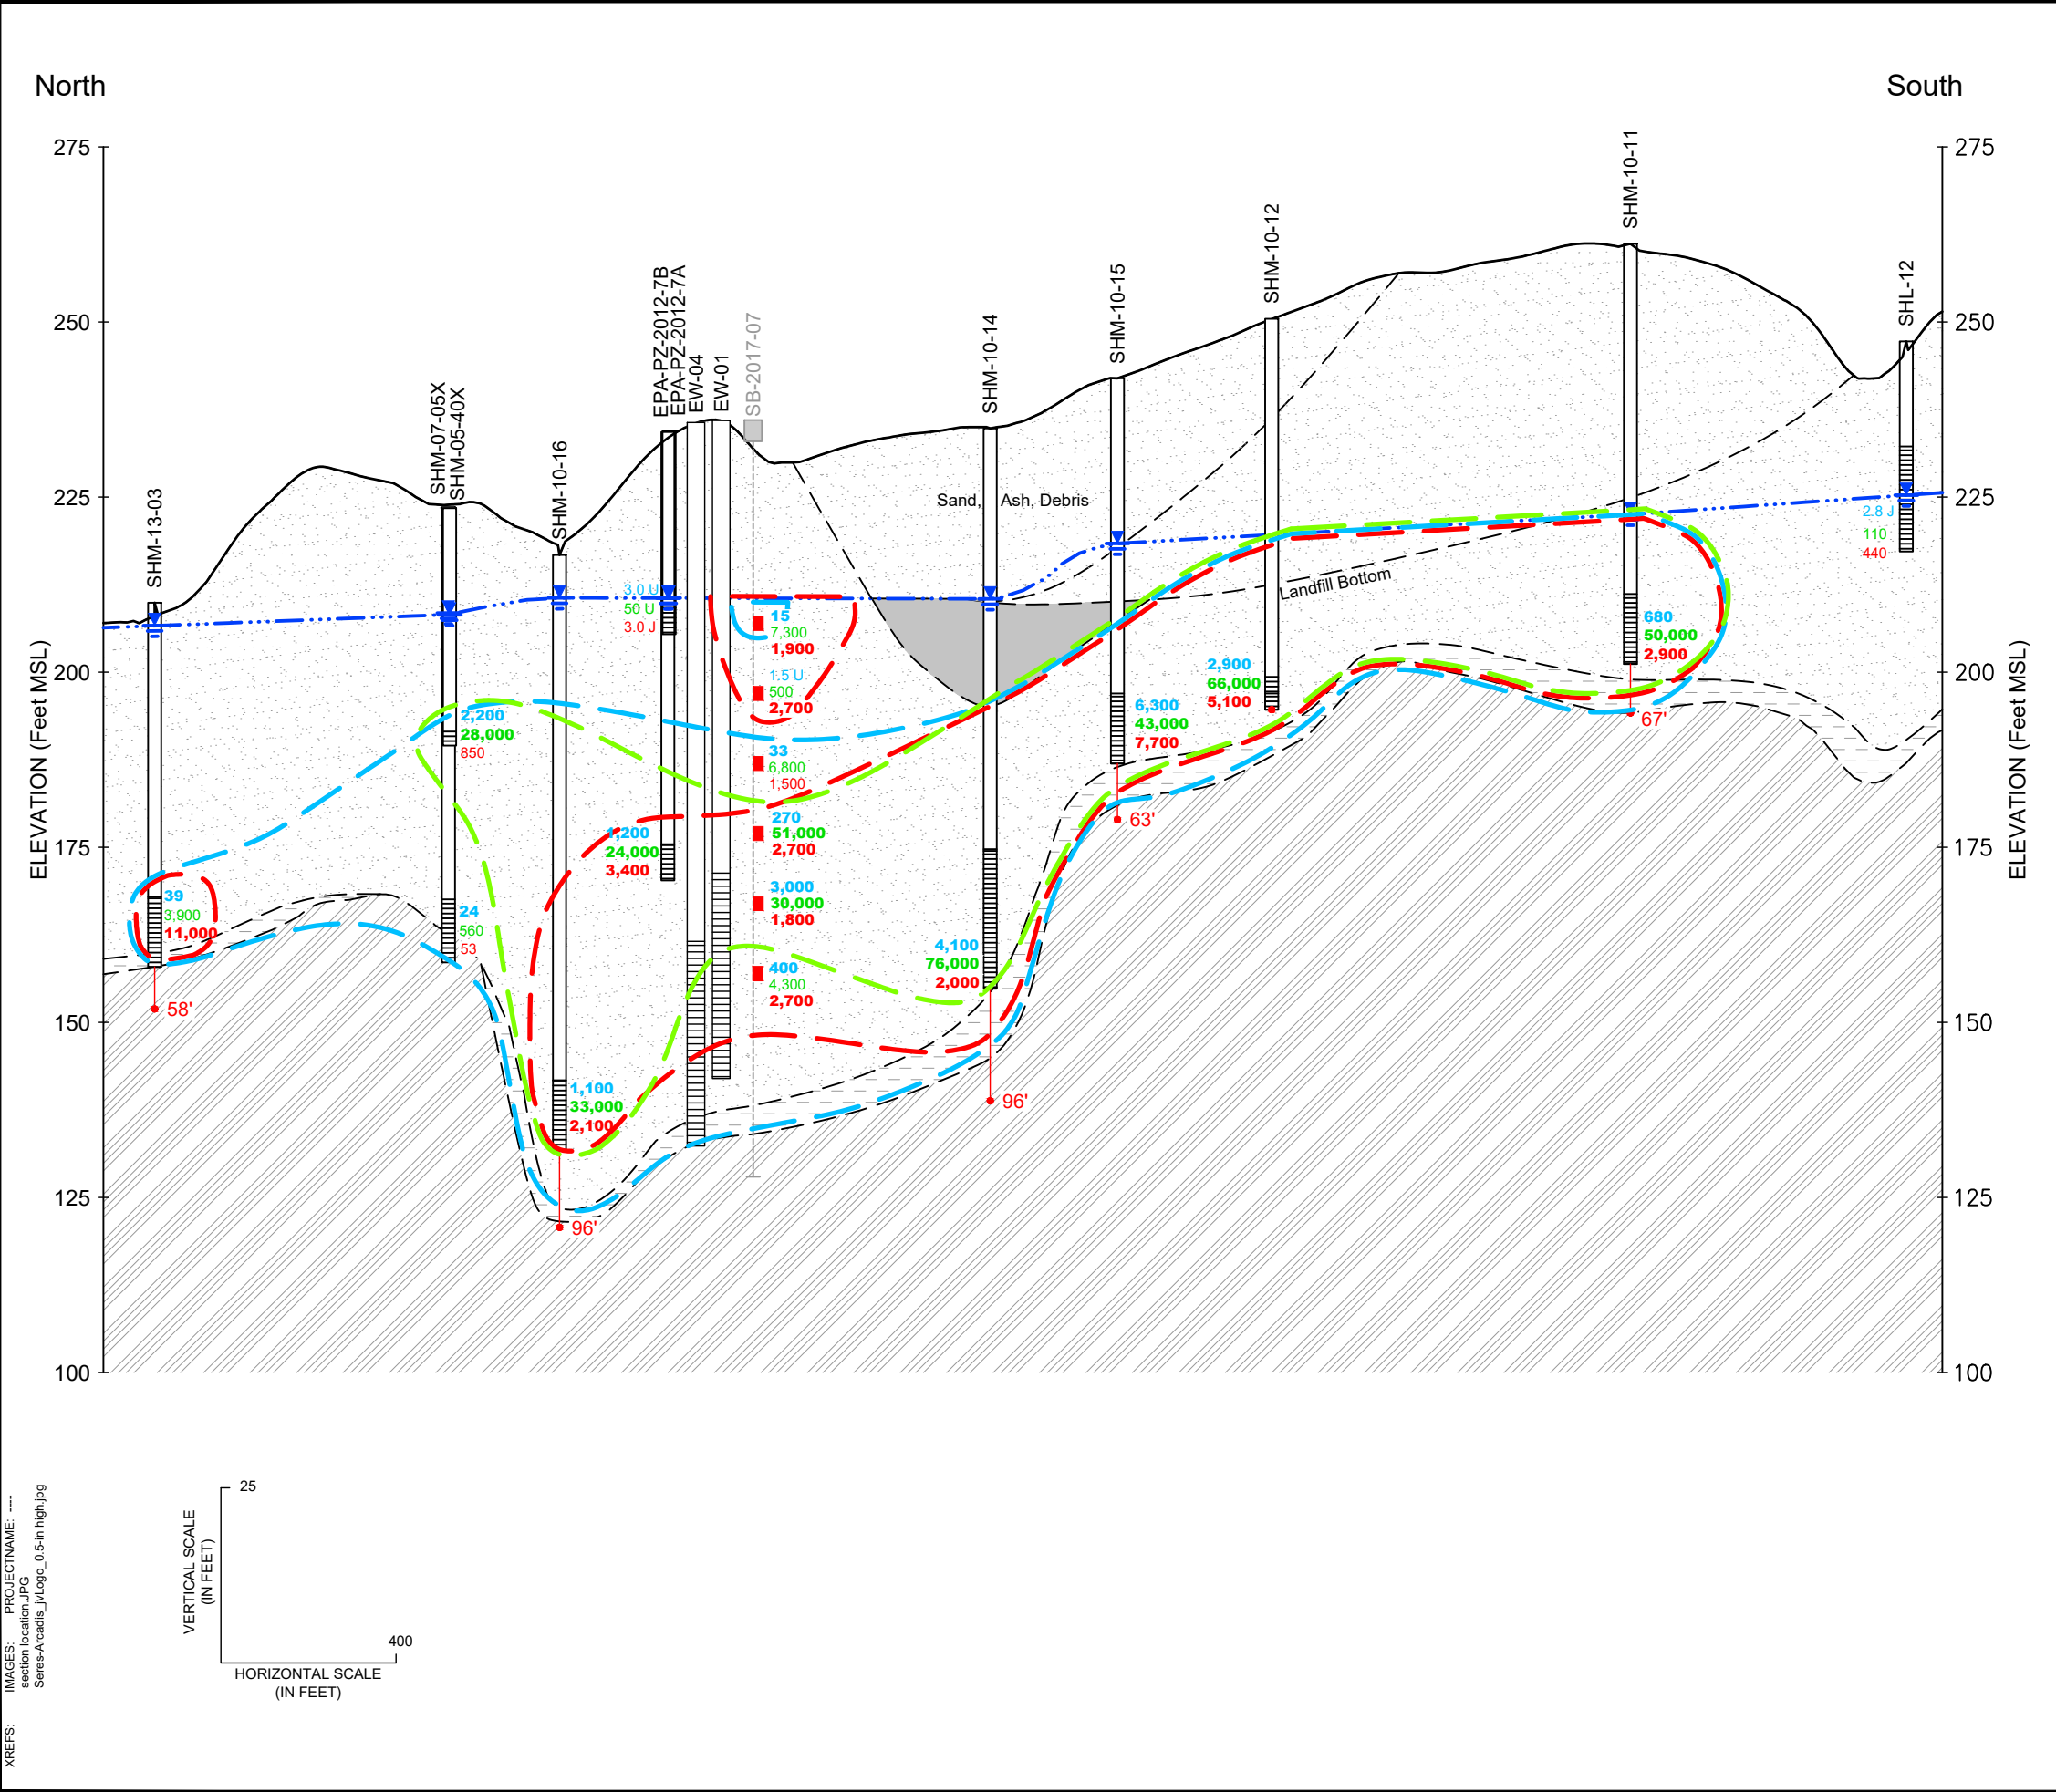 North
South
275
250
225
200
175
150
125
100
ELEVATION (Feet MSL)
275
250
225
200
175
150
125
100
ELEVATION (Feet MSL)
SHM-13-03
SHM-07-05X
SHM-05-40X
SHM-10-16
EPA-PZ-2012-7B
EPA-PZ-2012-7A
EW-04
EW-01
SB-2017-07
SHM-10-14
SHM-10-15
SHM-10-12
SHM-10-11
SHL-12
Sand, Ash, Debris
Landfill Bottom
39
3,900
11,000
58'
2,200
28,000
850
24
560
53
1,100
33,000
2,100
96'
3.0 U
50 U
3.0 J
1,200
24,000
3,400
15
7,300
1,900
1.5 U
500
2,700
33
6,800
1,500
270
51,000
2,700
3,000
30,000
1,800
400
4,300
2,700
4,100
76,000
2,000
96'
6,300
43,000
7,700
63'
2,900
66,000
5,100
680
50,000
2,900
67'
2.8 J
110
440
25
VERTICAL SCALE
(IN FEET)
400
HORIZONTAL SCALE
(IN FEET)
XREFS: IMAGES: PROJECTNAME: ----
section location.JPG
Seres-Arcadis_jvLogo_0.5-in high.jpg